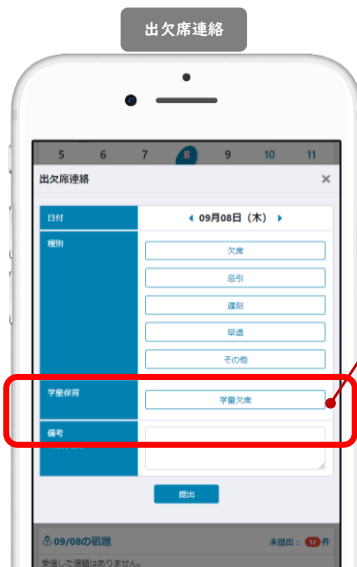 出欠席連絡
5 6 7 8 9 10 11
出欠席連絡 ×
日付 09月08日（木）
種別 欠席
忌引
遅刻
早退
その他
学童保育 学童欠席
備考
提出
09/08の宿題 未提出： 12 件
受信した宿題はありません。